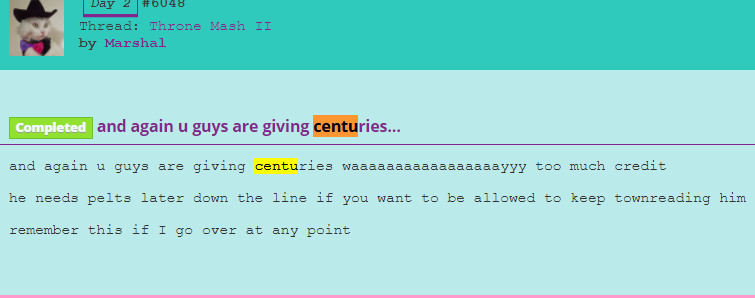 Day 2 #6048
Thread: Throne Mash II
by Marshal
Completed and again u guys are giving centuries...
and again u guys are giving centuries waaaaaaaaaaaaaaaaayyy too much credit
he needs pelts later down the line if you want to be allowed to keep townreading him
remember this if I go over at any point